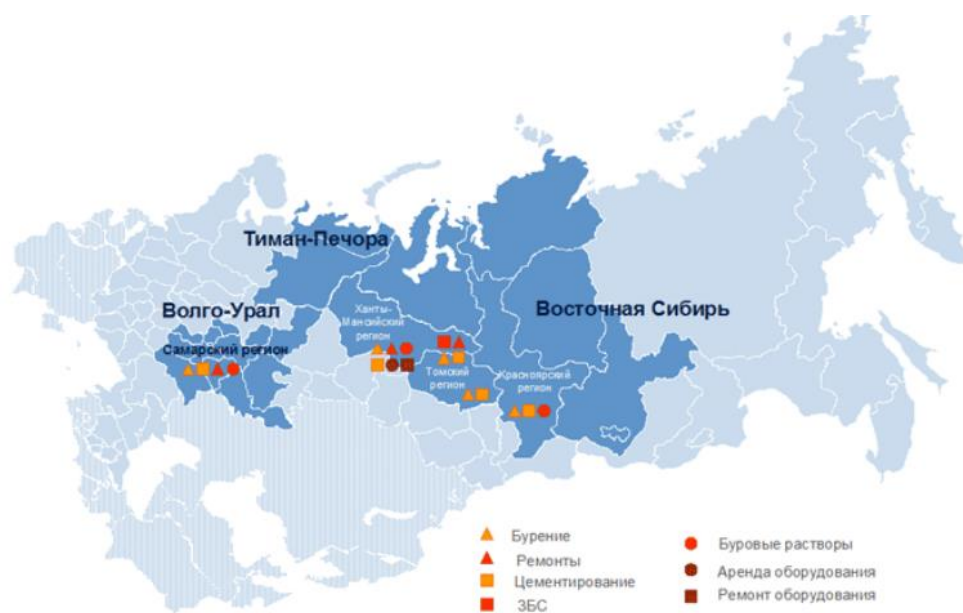 Тиман-Печора
Волго-Урал
Ханты-
Мансийский
регион
Восточная Сибирь
Самарский регион
Томский
регион
Красноярский
регион
Бурение
Ремонты
Цементирование
ЗБС
Буровые растворы
Аренда оборудования
Ремонт оборудования